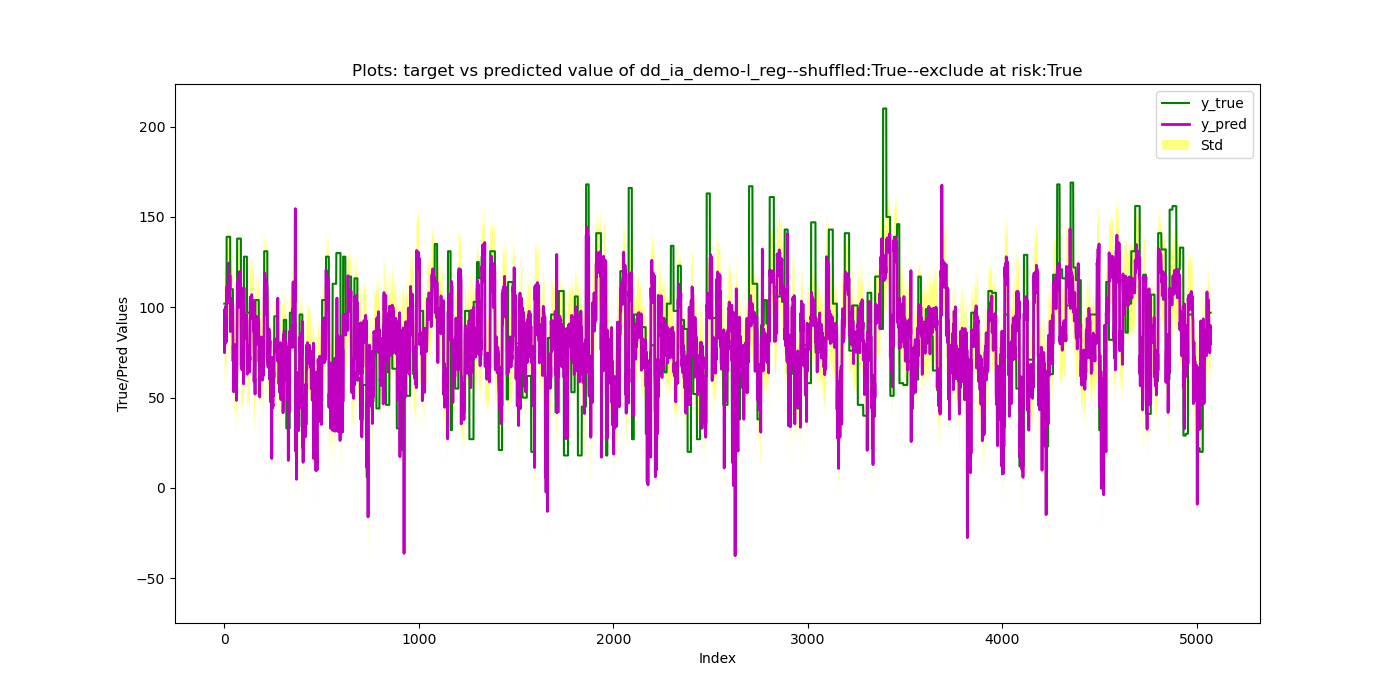 Plots: target vs predicted value of dd_ia_demo-l_reg--shuffled:True--exclude at risk:True
y_true
y_pred
Std
200
150
100
50
0
−50
True/Pred Values
0 1000 2000 3000 4000 5000
Index